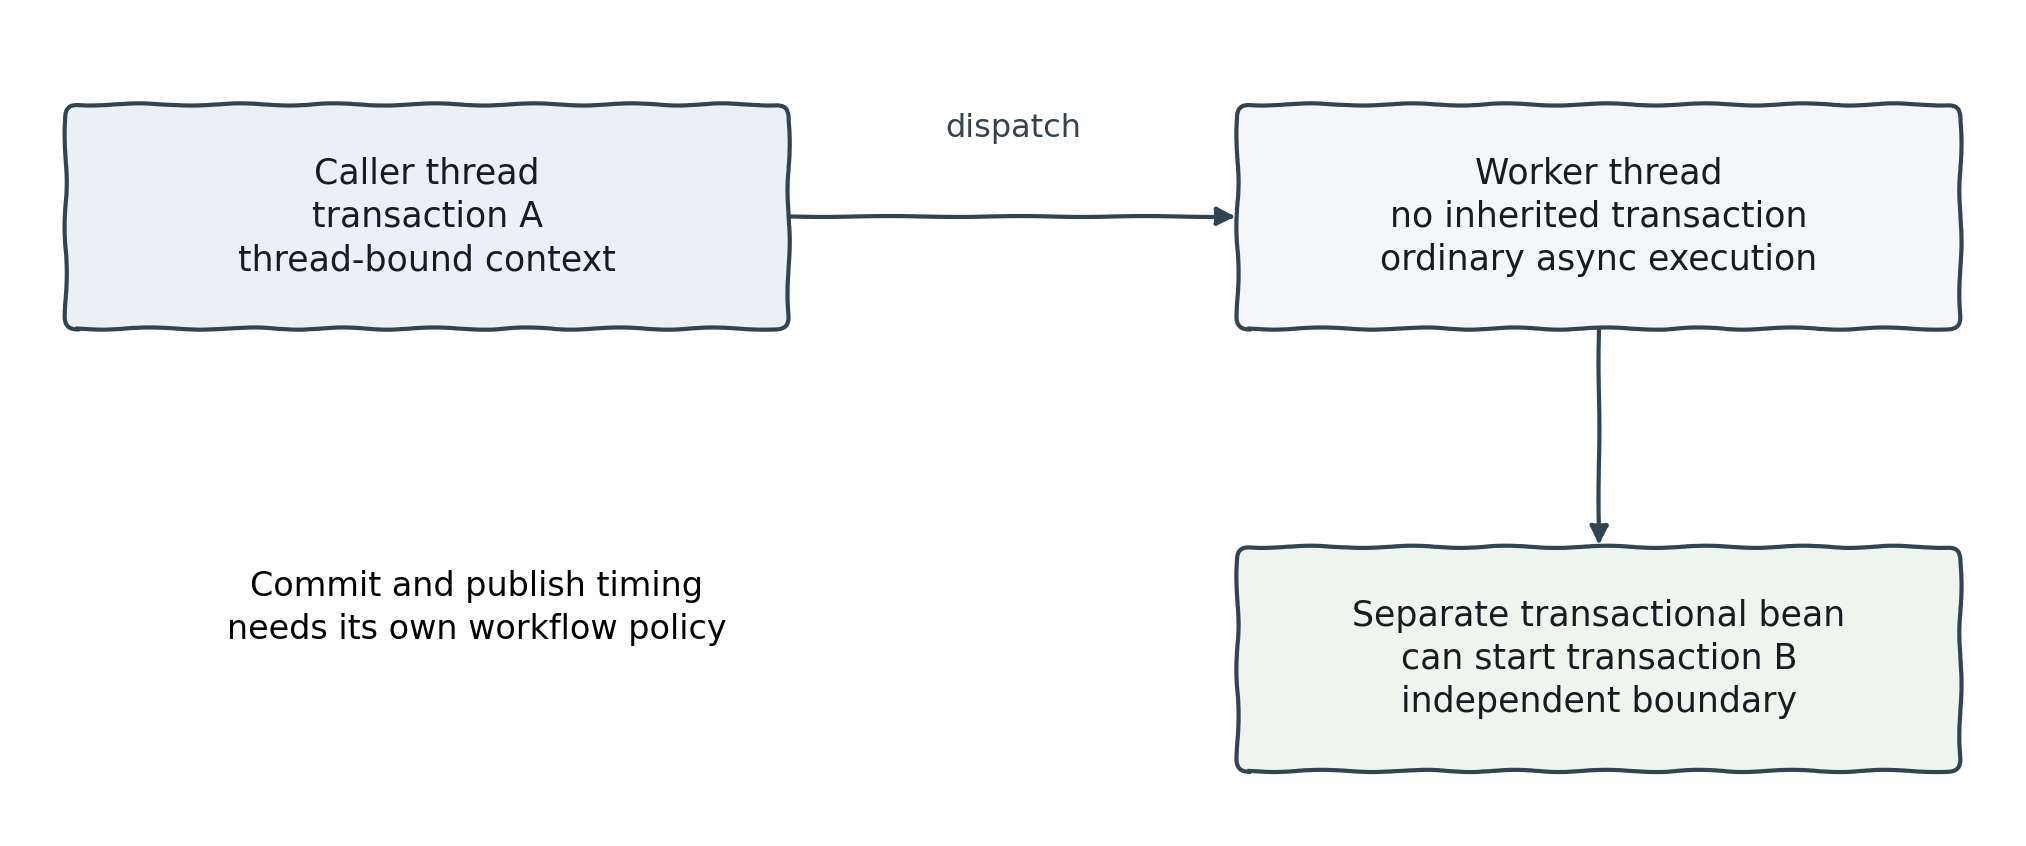 Caller thread
transaction A
thread-bound context
dispatch
Worker thread
no inherited transaction
ordinary async execution
Commit and publish timing
needs its own workflow policy
Separate transactional bean
can start transaction B
independent boundary